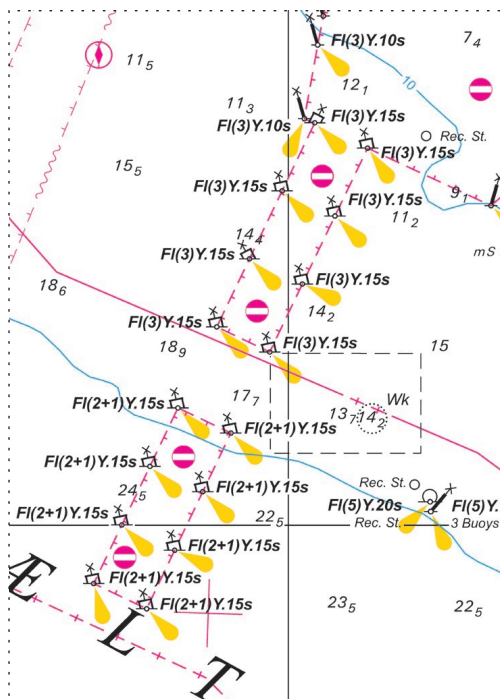 Fl(3)Y.10s
7₄
11₅
12₁
10
11₃
Fl(3)Y.15s
Fl(3)Y.10s
Rec. St.
Fl(3)Y.15s
15₅
Fl(3)Y.15s
Fl(3)Y.15s
9₁
11₂
14₄
mS
Fl(3)Y.15s
Fl(3)Y.15s
18₆
14₂
Fl(3)Y.15s
Fl(3)Y.15s
15
18₉
17₇
Wk
Fl(2+1)Y.15s
13₇
14₂
Fl(2+1)Y.15s
Fl(2+1)Y.15s
Rec. St.
24₅
Fl(2+1)Y.15s
Fl(5)Y.20s
Fl(5)Y.
Fl(2+1)Y.15s
22₅
Rec. St.
3 Buoys
Fl(2+1)Y.15s
Fl(2+1)Y.15s
Fl(2+1)Y.15s
23₅
22₅
ÆLT